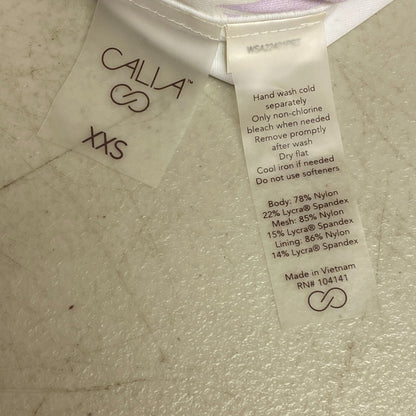 CALIA™
XXS
Hand wash cold
separately
Only non-chlorine
bleach when needed
Remove promptly
after wash
Dry flat
Cool iron if needed
Do not use softeners
Body: 78% Nylon
22% Lycra® Spandex
Mesh: 85% Nylon
15% Lycra® Spandex
Lining: 86% Nylon
14% Lycra® Spandex
Made in Vietnam
RN# 104141